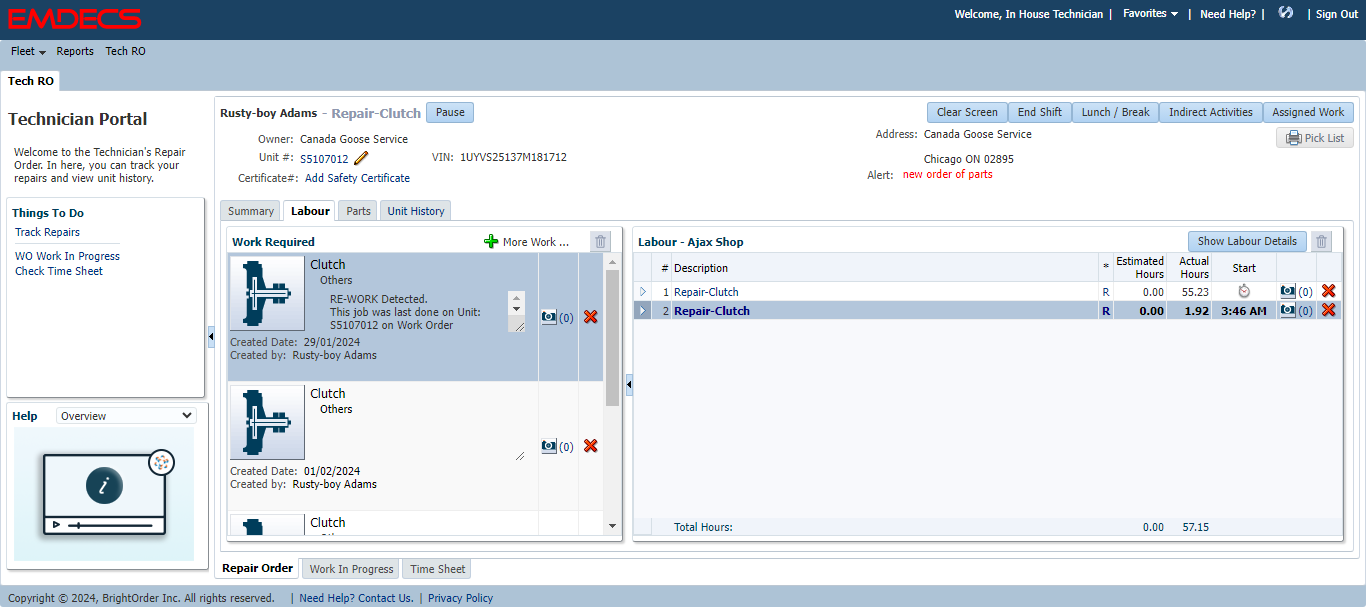 EMDECS
Welcome, In House Technician | Favorites | Need Help? | | Sign Out
Fleet Reports Tech RO
Tech RO
Technician Portal
Welcome to the Technician's Repair
Order. In here, you can track your
repairs and view unit history.
Things To Do
Track Repairs
WO Work In Progress
Check Time Sheet
Help Overview
i
Rusty-boy Adams - Repair-Clutch Pause
Clear Screen End Shift Lunch / Break Indirect Activities Assigned Work
Owner: Canada Goose Service
Address: Canada Goose Service
Pick List
Unit #: S5107012 VIN: 1UYVS25137M181712
Chicago ON 02895
Certificate#: Add Safety Certificate
Alert: new order of parts
Summary Labour Parts Unit History
Work Required More Work ...
Clutch
Others
RE-WORK Detected.
This job was last done on Unit:
S5107012 on Work Order
(0)
Created Date: 29/01/2024
Created by: Rusty-boy Adams
Clutch
Others
(0)
Created Date: 01/02/2024
Created by: Rusty-boy Adams
Clutch
Labour - Ajax Shop Show Labour Details
# Description * Estimated Hours Actual Hours Start
1 Repair-Clutch R 0.00 55.23 (0)
2 Repair-Clutch R 0.00 1.92 3:46 AM (0)
Total Hours: 0.00 57.15
Repair Order Work In Progress Time Sheet
Copyright © 2024, BrightOrder Inc. All rights reserved. | Need Help? Contact Us. | Privacy Policy